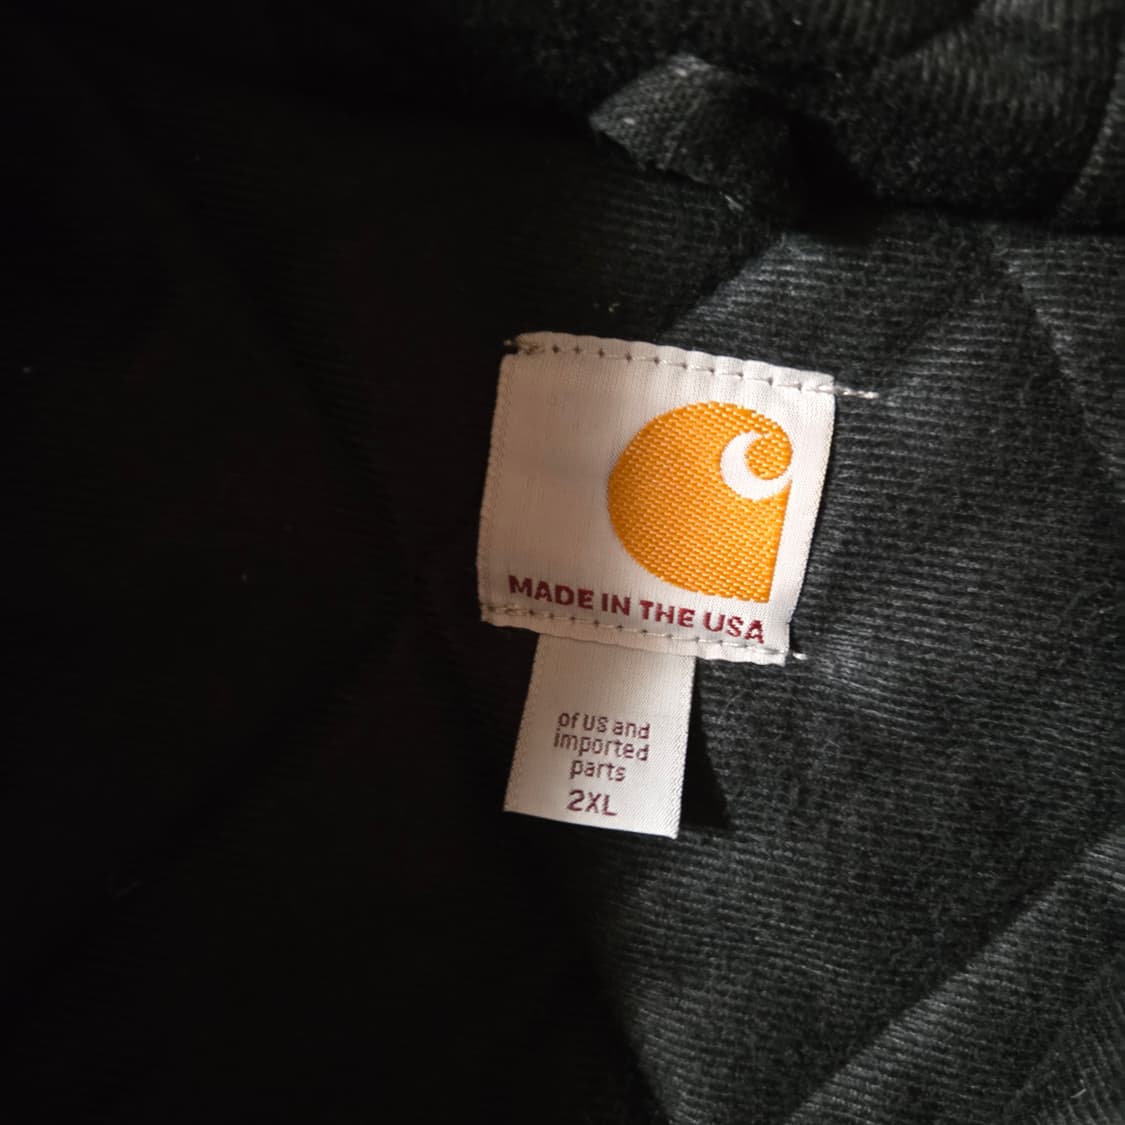 MADE IN THE USA
of US and
imported
parts
2XL